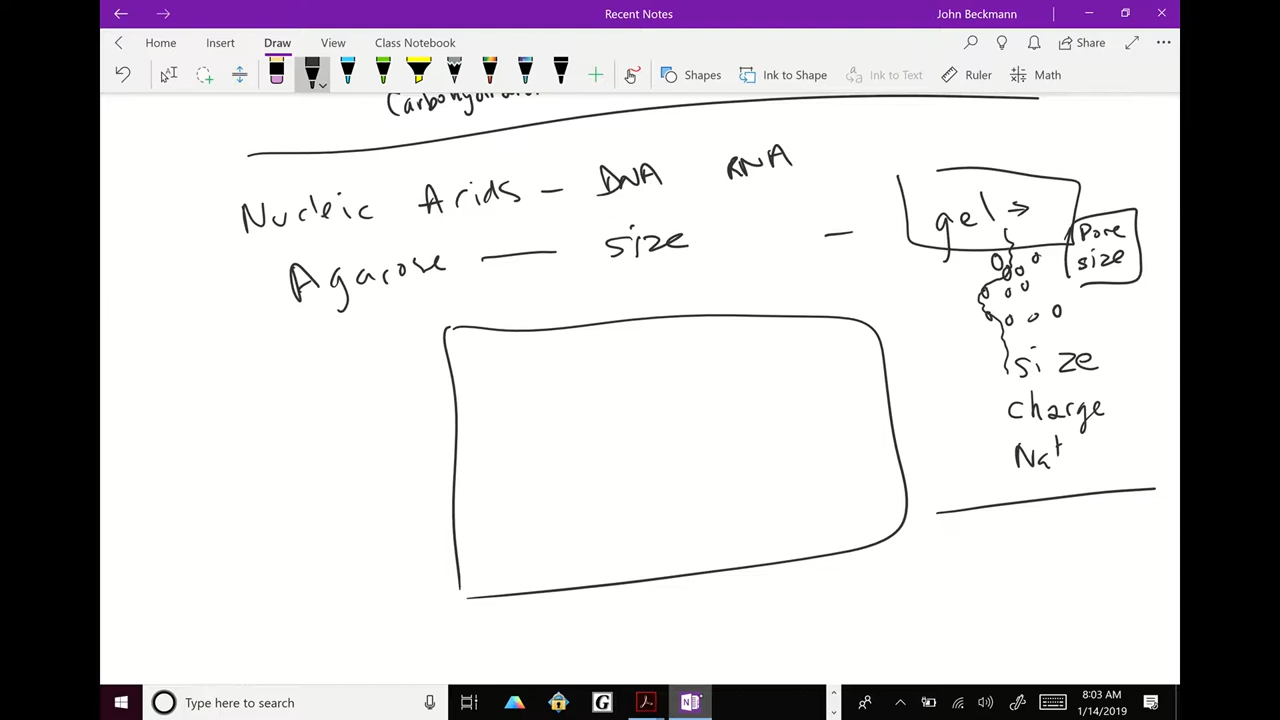 Recent Notes
John Beckmann
Home Insert Draw View Class Notebook
Share
Shapes Ink to Shape Ink to Text Ruler Math
Nucleic Acids - DNA RNA
Agarose — size -
gel →
Pore
size
size
charge
Na+
Type here to search
G
N
8:03 AM
1/14/2019